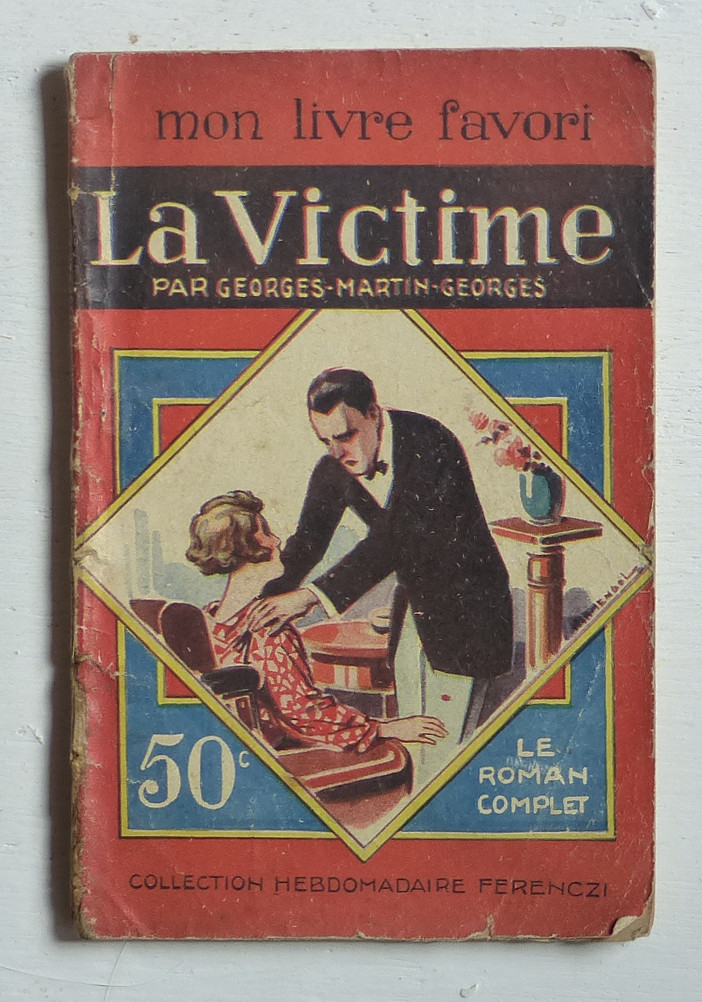 mon livre favori
La Victime
PAR GEORGES-MARTIN-GEORGES
50c
LE
ROMAN
COMPLET
COLLECTION HEBDOMADAIRE FERENCZI